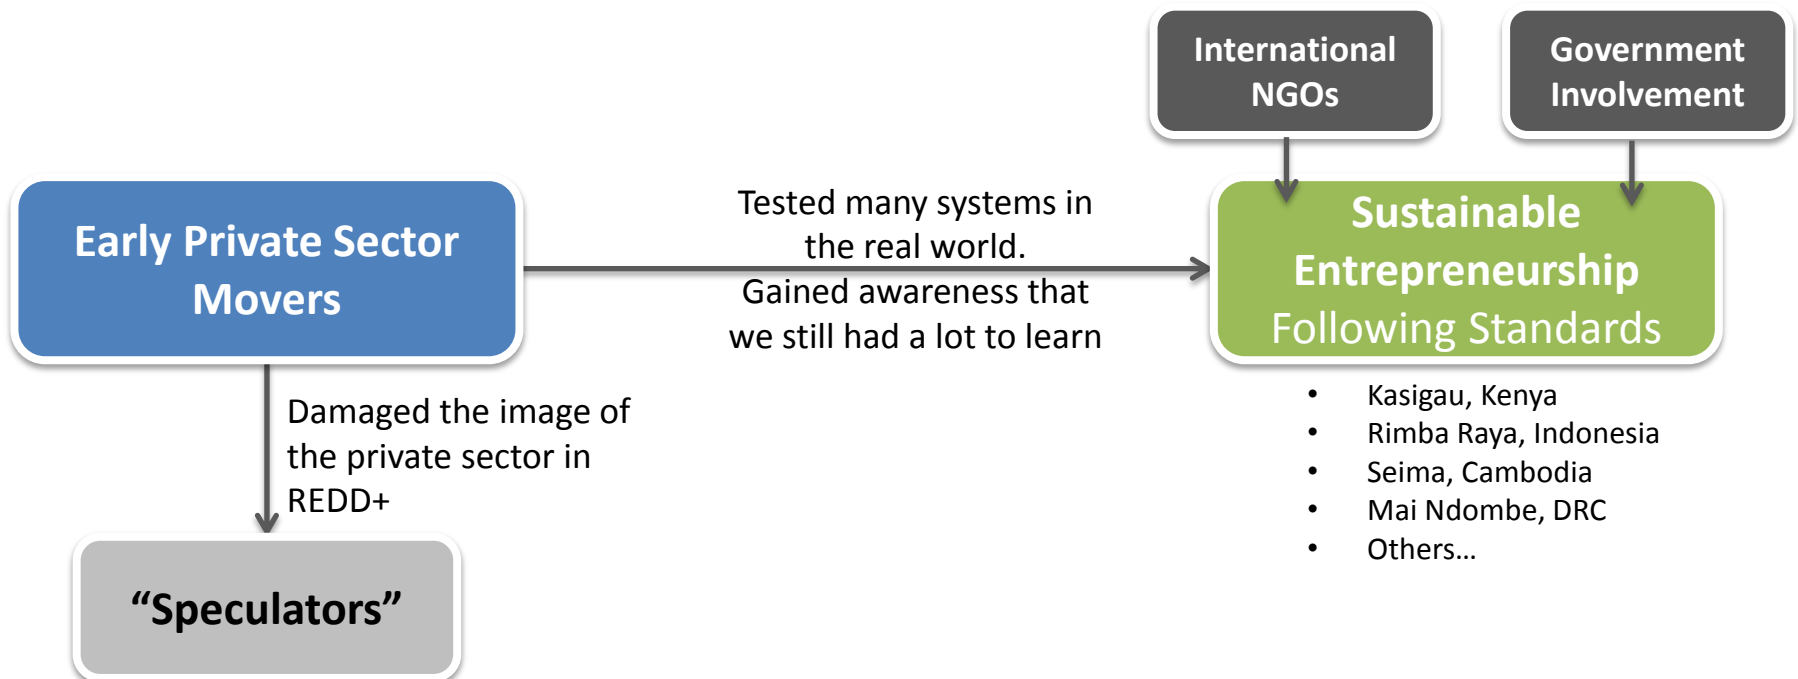 International
NGOs
Government
Involvement
Early Private Sector
Movers
Tested many systems in
the real world.
Gained awareness that
we still had a lot to learn
Sustainable
Entrepreneurship
Following Standards
Damaged the image of
the private sector in
REDD+
“Speculators”
• Kasigau, Kenya
• Rimba Raya, Indonesia
• Seima, Cambodia
• Mai Ndombe, DRC
• Others…